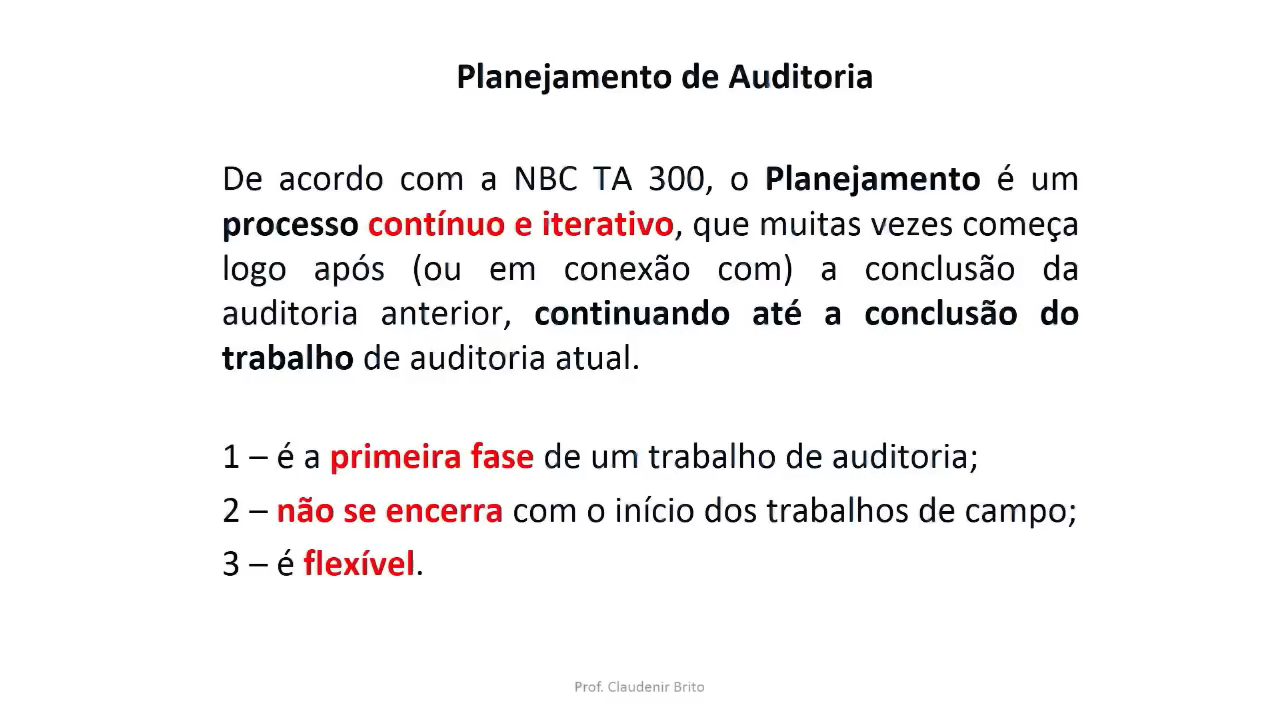 Planejamento de Auditoria
De acordo com a NBC TA 300, o Planejamento é um
processo contínuo e iterativo, que muitas vezes começa
logo após (ou em conexão com) a conclusão da
auditoria anterior, continuando até a conclusão do
trabalho de auditoria atual.
1 – é a primeira fase de um trabalho de auditoria;
2 – não se encerra com o início dos trabalhos de campo;
3 – é flexível.
Prof. Claudenir Brito